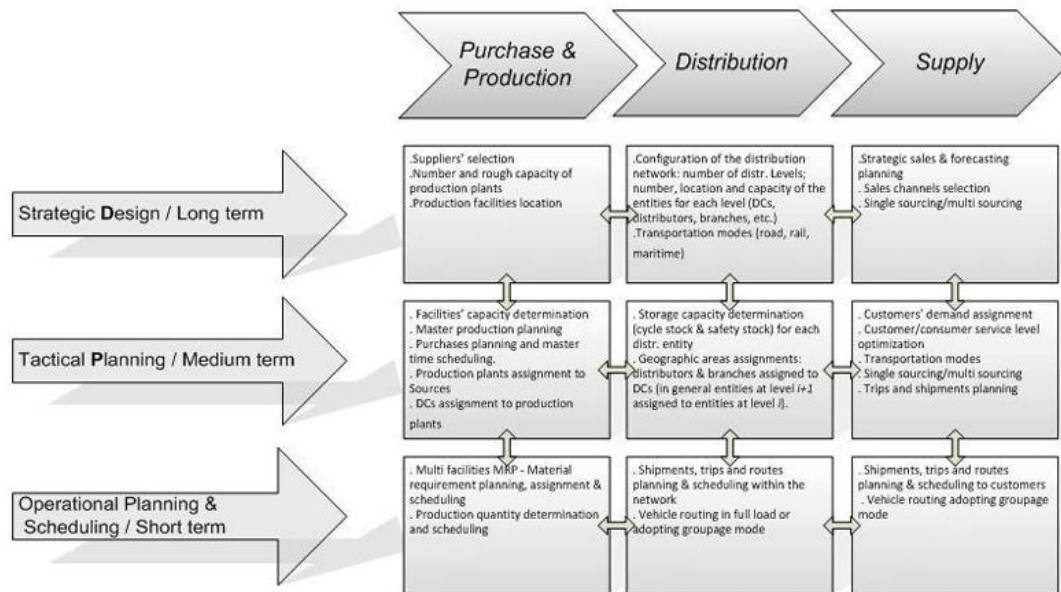 Purchase &
Production
Distribution
Supply
Strategic Design / Long term
.Suppliers' selection
.Number and rough capacity of
production plants
.Production facilities location
.Configuration of the distribution
network: number of distr. Levels;
number, location and capacity of the
entities for each level (DCs,
distributors, branches, etc.)
.Transportation modes (road, rail,
maritime)
.Strategic sales & forecasting
planning
. Sales channels selection
. Single sourcing/multi sourcing
Tactical Planning / Medium term
. Facilities' capacity determination
. Master production planning
. Purchases planning and master
time scheduling.
. Production plants assignment to
Sources
. DCs assignment to production
plants
. Storage capacity determination
(cycle stock & safety stock) for each
distr. entity
. Geographic areas assignments:
distributors & branches assigned to
DCs (in general entities at level i+1
assigned to entities at level i).
. Customers' demand assignment
. Customer/consumer service level
optimization
. Transportation modes
. Single sourcing/multi sourcing
. Trips and shipments planning
Operational Planning &
Scheduling / Short term
. Multi facilities MRP - Material
requirement planning, assignment &
scheduling
. Production quantity determination
and scheduling
. Shipments, trips and routes
planning & scheduling within the
network
. Vehicle routing in full load or
adopting groupage mode
. Shipments, trips and routes
planning & scheduling to customers
. Vehicle routing adopting groupage
mode